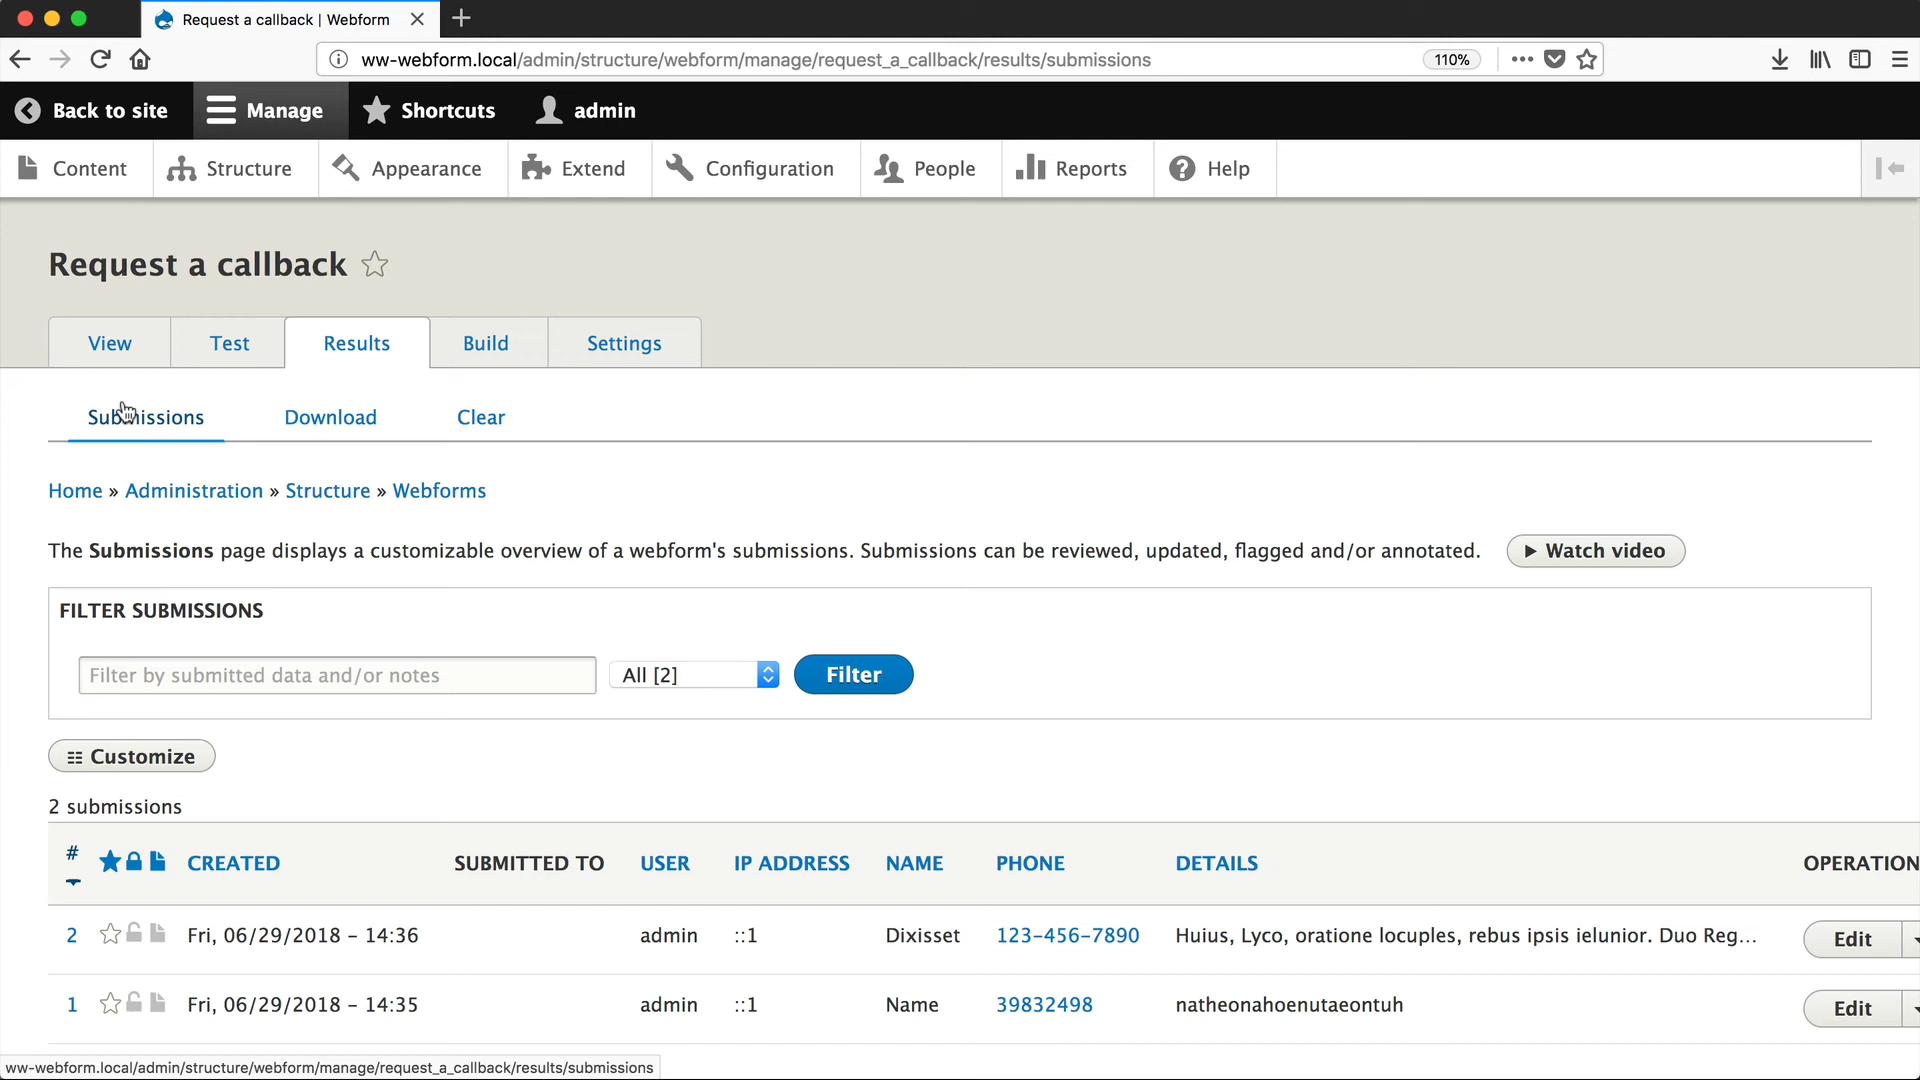 Request a callback | Webform
ww-webform.local/admin/structure/webform/manage/request_a_callback/results/submissions
110%
Back to site
Manage
Shortcuts
admin
Content
Structure
Appearance
Extend
Configuration
People
Reports
Help
Request a callback
View
Test
Results
Build
Settings
Submissions
Download
Clear
Home » Administration » Structure » Webforms
The Submissions page displays a customizable overview of a webform's submissions. Submissions can be reviewed, updated, flagged and/or annotated.
Watch video
FILTER SUBMISSIONS
Filter by submitted data and/or notes
All [2]
Filter
Customize
2 submissions
# CREATED SUBMITTED TO USER IP ADDRESS NAME PHONE DETAILS OPERATION
2 Fri, 06/29/2018 – 14:36 admin ::1 Dixisset 123-456-7890 Huius, Lyco, oratione locuples, rebus ipsis ielunior. Duo Reg... Edit
1 Fri, 06/29/2018 – 14:35 admin ::1 Name 39832498 natheonahoenutaeontuh Edit
ww-webform.local/admin/structure/webform/manage/request_a_callback/results/submissions